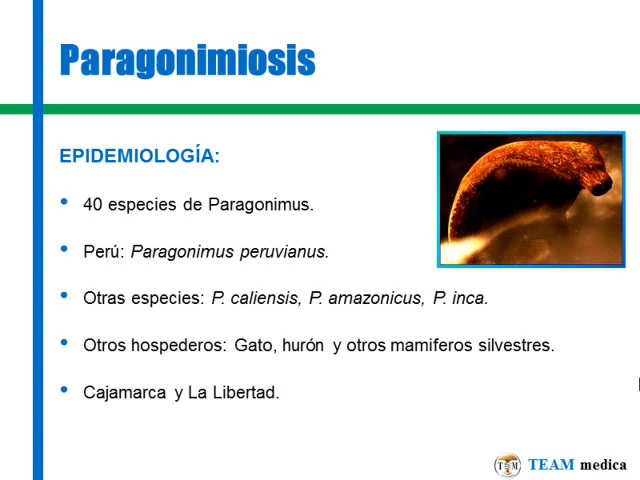 Paragonimiosis
EPIDEMIOLOGÍA:
• 40 especies de Paragonimus.
• Perú: Paragonimus peruvianus.
• Otras especies: P. caliensis, P. amazonicus, P. inca.
• Otros hospederos: Gato, hurón y otros mamiferos silvestres.
• Cajamarca y La Libertad.
TEAM medica